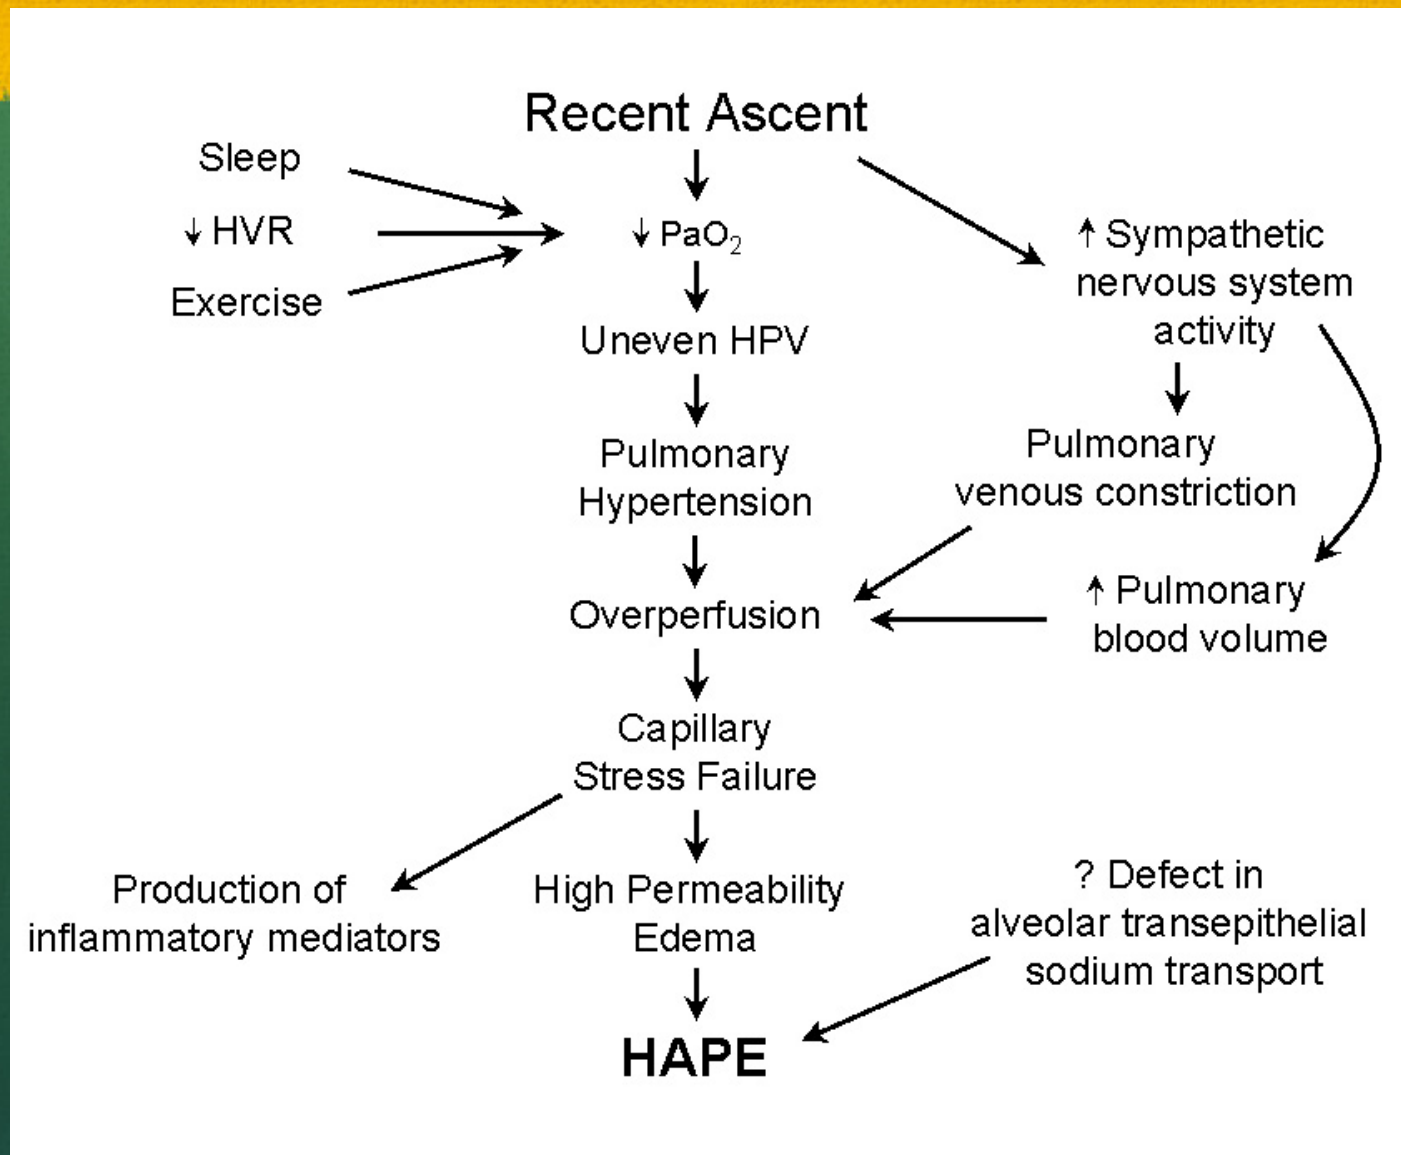 Recent Ascent
Sleep
↓ HVR
Exercise
↓ PaO₂
↑ Sympathetic
nervous system
activity
Uneven HPV
Pulmonary
Hypertension
Pulmonary
venous constriction
Overperfusion
↑ Pulmonary
blood volume
Capillary
Stress Failure
Production of
inflammatory mediators
High Permeability
Edema
? Defect in
alveolar transepithelial
sodium transport
HAPE